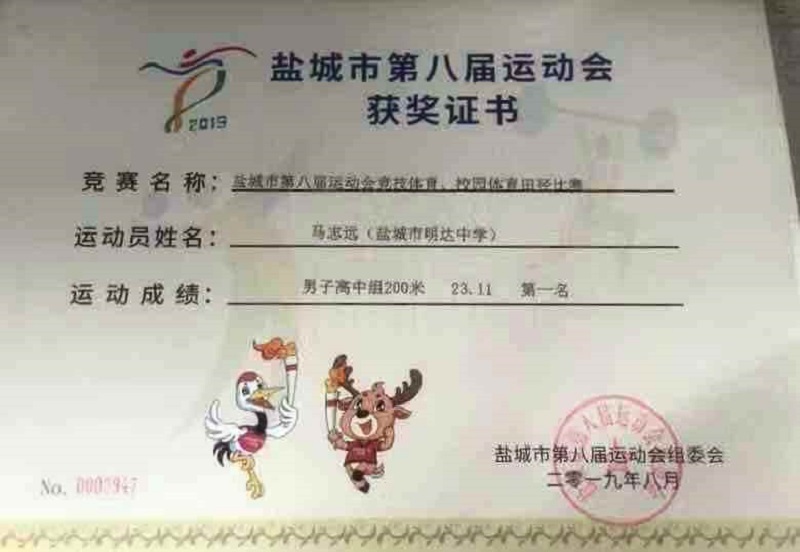 2019
盐城市第八届运动会
获奖证书
竞赛名称：盐城市第八届运动会竞技体育、校园体育田径比赛
运动员姓名：马志远（盐城市明达中学）
运动成绩：男子高中组200米 23.11 第一名
盐城市第八届运动会组委会
二零一九年八月
No. 0003947